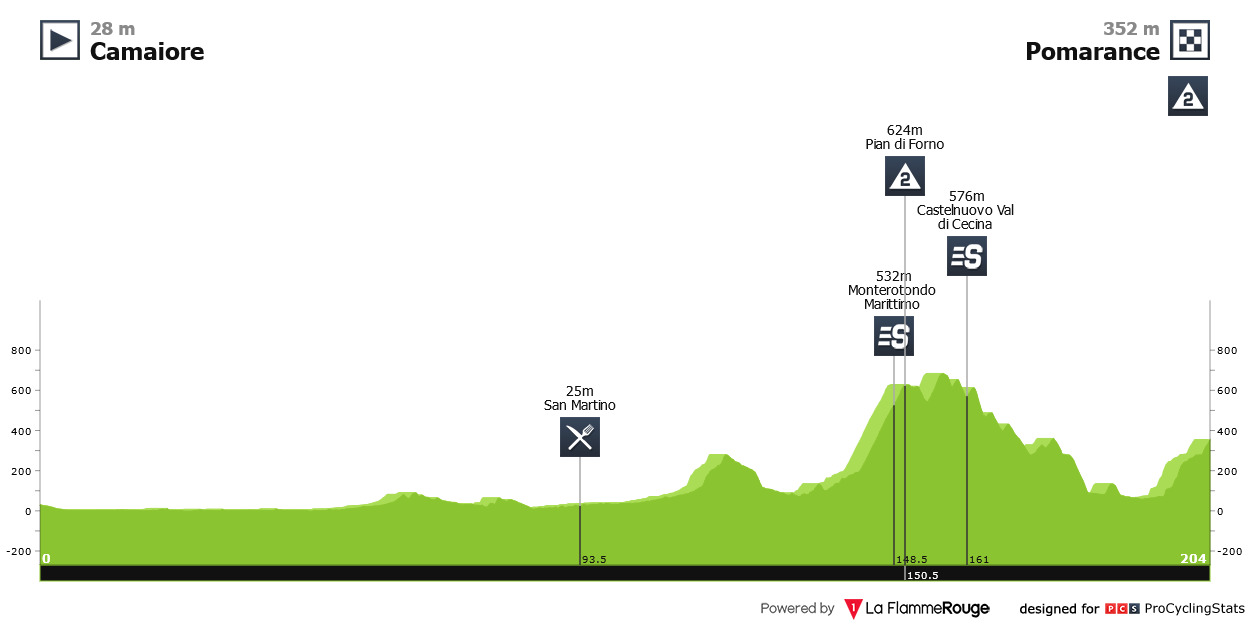 28 m
Camaiore
352 m
Pomarance
2
624m
Pian di Forno
2
576m
Castelnuovo Val
di Cecina
S
532m
Monterotondo
Marittimo
S
25m
San Martino
800
600
400
200
0
-200
800
600
400
200
0
-200
0
93.5
148.5
161
204
150.5
Powered by 1 La FlammeRouge designed for PCS ProCyclingStats